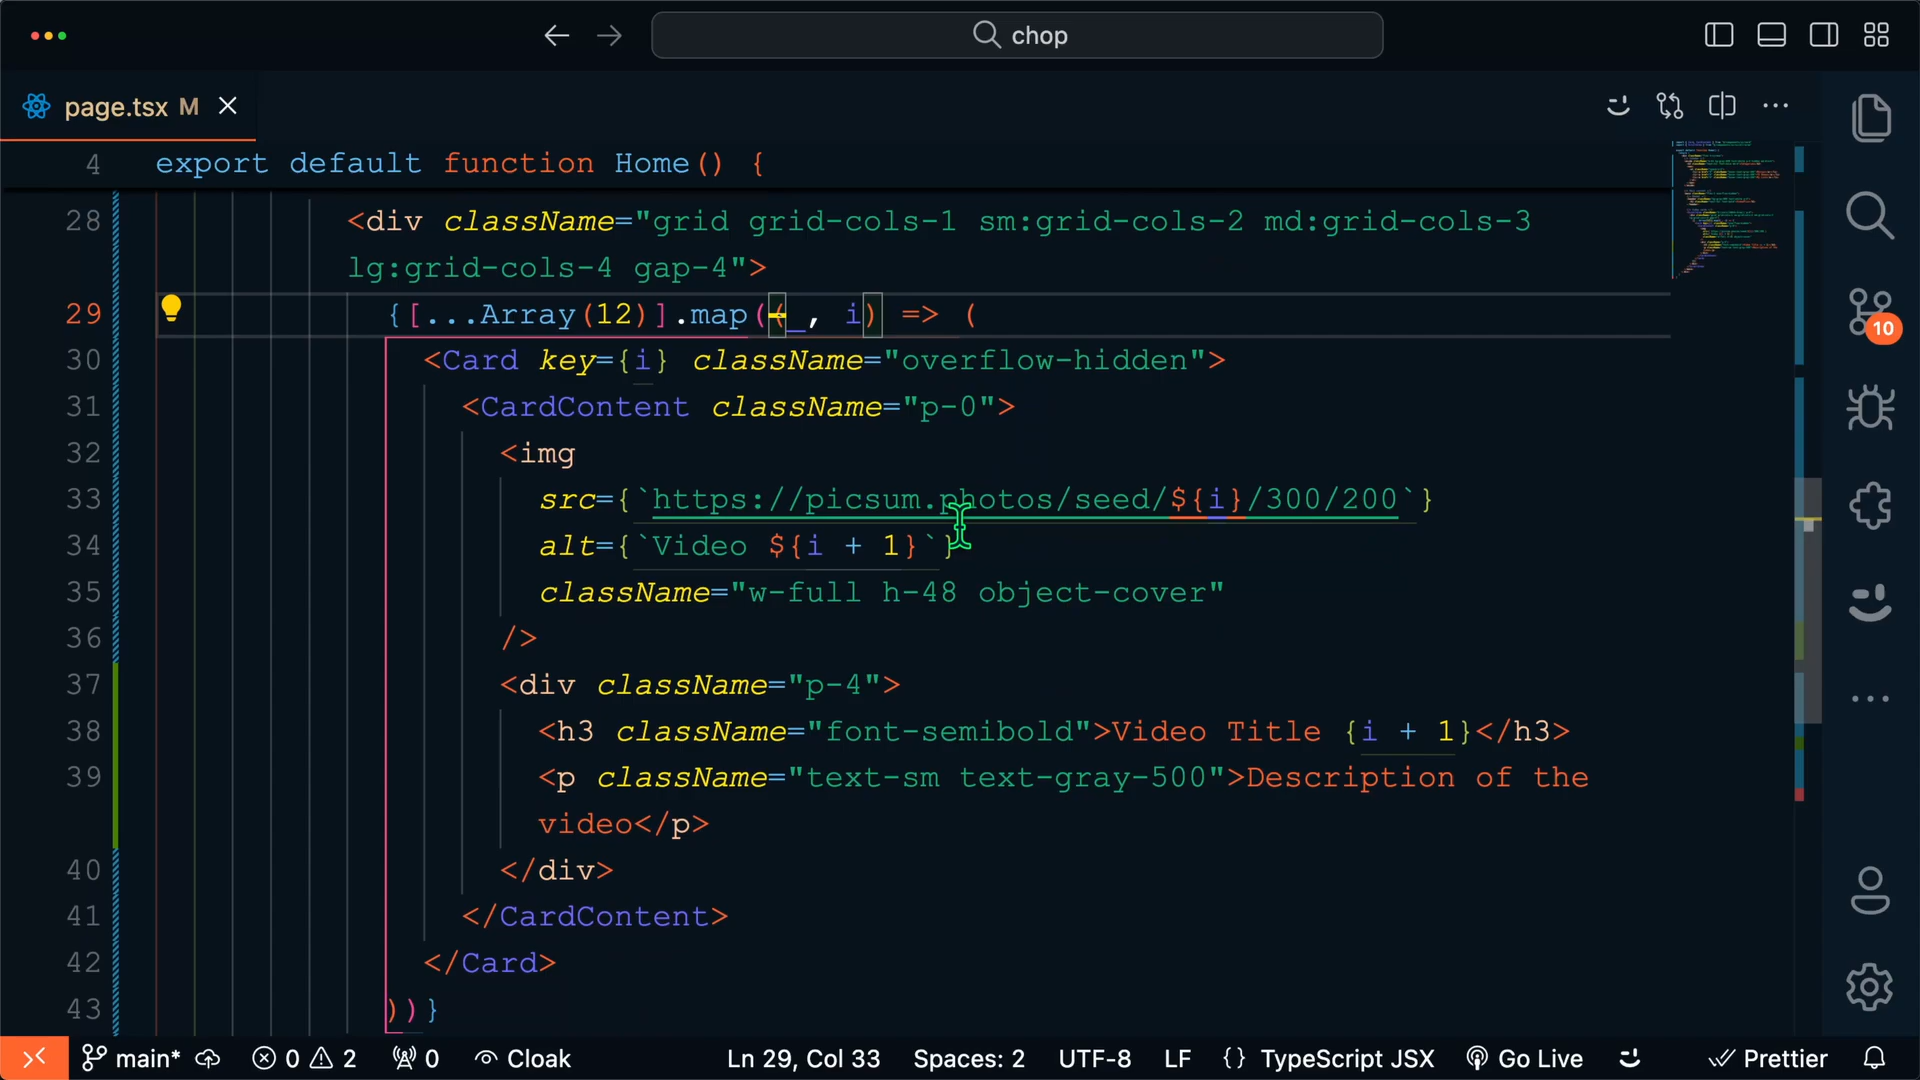 chop
page.tsx M
4 export default function Home() {
28 <div className="grid grid-cols-1 sm:grid-cols-2 md:grid-cols-3
lg:grid-cols-4 gap-4">
29 {[...Array(12)].map((_, i) => (
30 <Card key={i} className="overflow-hidden">
31 <CardContent className="p-0">
32 <img
33 src={`https://picsum.photos/seed/${i}/300/200`}
34 alt={`Video ${i + 1}`}
35 className="w-full h-48 object-cover"
36 />
37 <div className="p-4">
38 <h3 className="font-semibold">Video Title {i + 1}</h3>
39 <p className="text-sm text-gray-500">Description of the
video</p>
40 </div>
41 </CardContent>
42 </Card>
43 ))}
10
main* 0 2 0 Cloak Ln 29, Col 33 Spaces: 2 UTF-8 LF {} TypeScript JSX Go Live Prettier